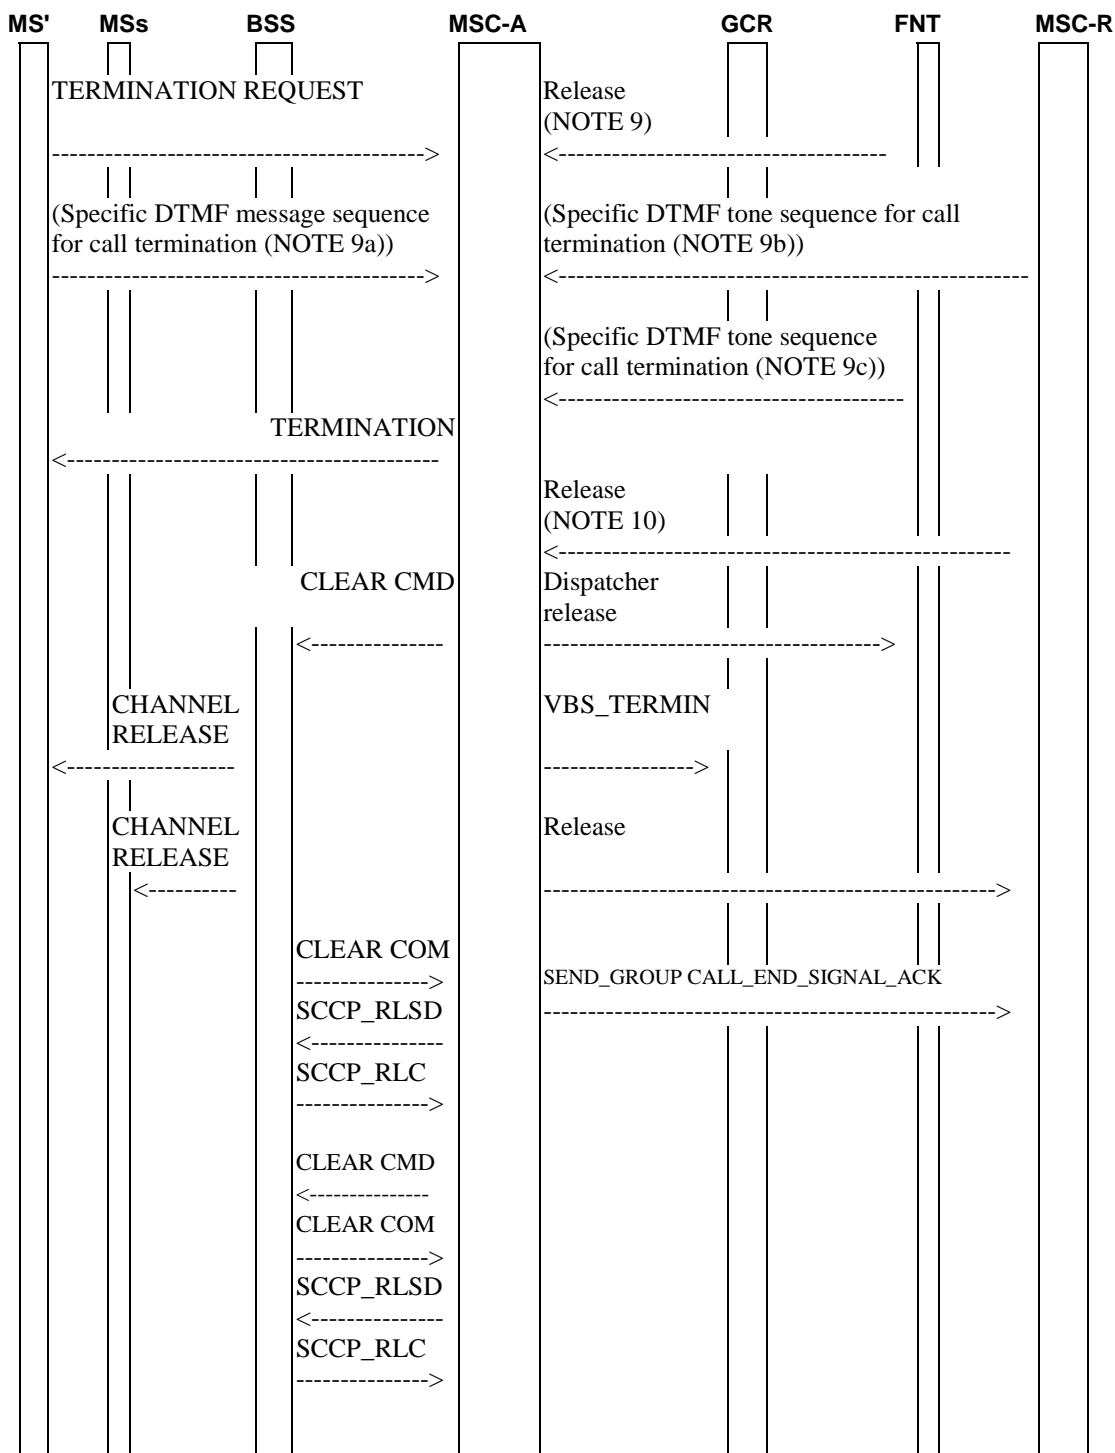 MS' MSs BSS MSC-A GCR FNT MSC-R
TERMINATION REQUEST
Release
(NOTE 9)
(Specific DTMF message sequence
for call termination (NOTE 9a))
(Specific DTMF tone sequence for call
termination (NOTE 9b))
(Specific DTMF tone sequence
for call termination (NOTE 9c))
TERMINATION
Release
(NOTE 10)
CLEAR CMD
Dispatcher
release
CHANNEL
RELEASE
VBS_TERMIN
CHANNEL
RELEASE
Release
CLEAR COM
SEND_GROUP CALL_END_SIGNAL_ACK
SCCP_RLSD
SCCP_RLC
CLEAR CMD
CLEAR COM
SCCP_RLSD
SCCP_RLC